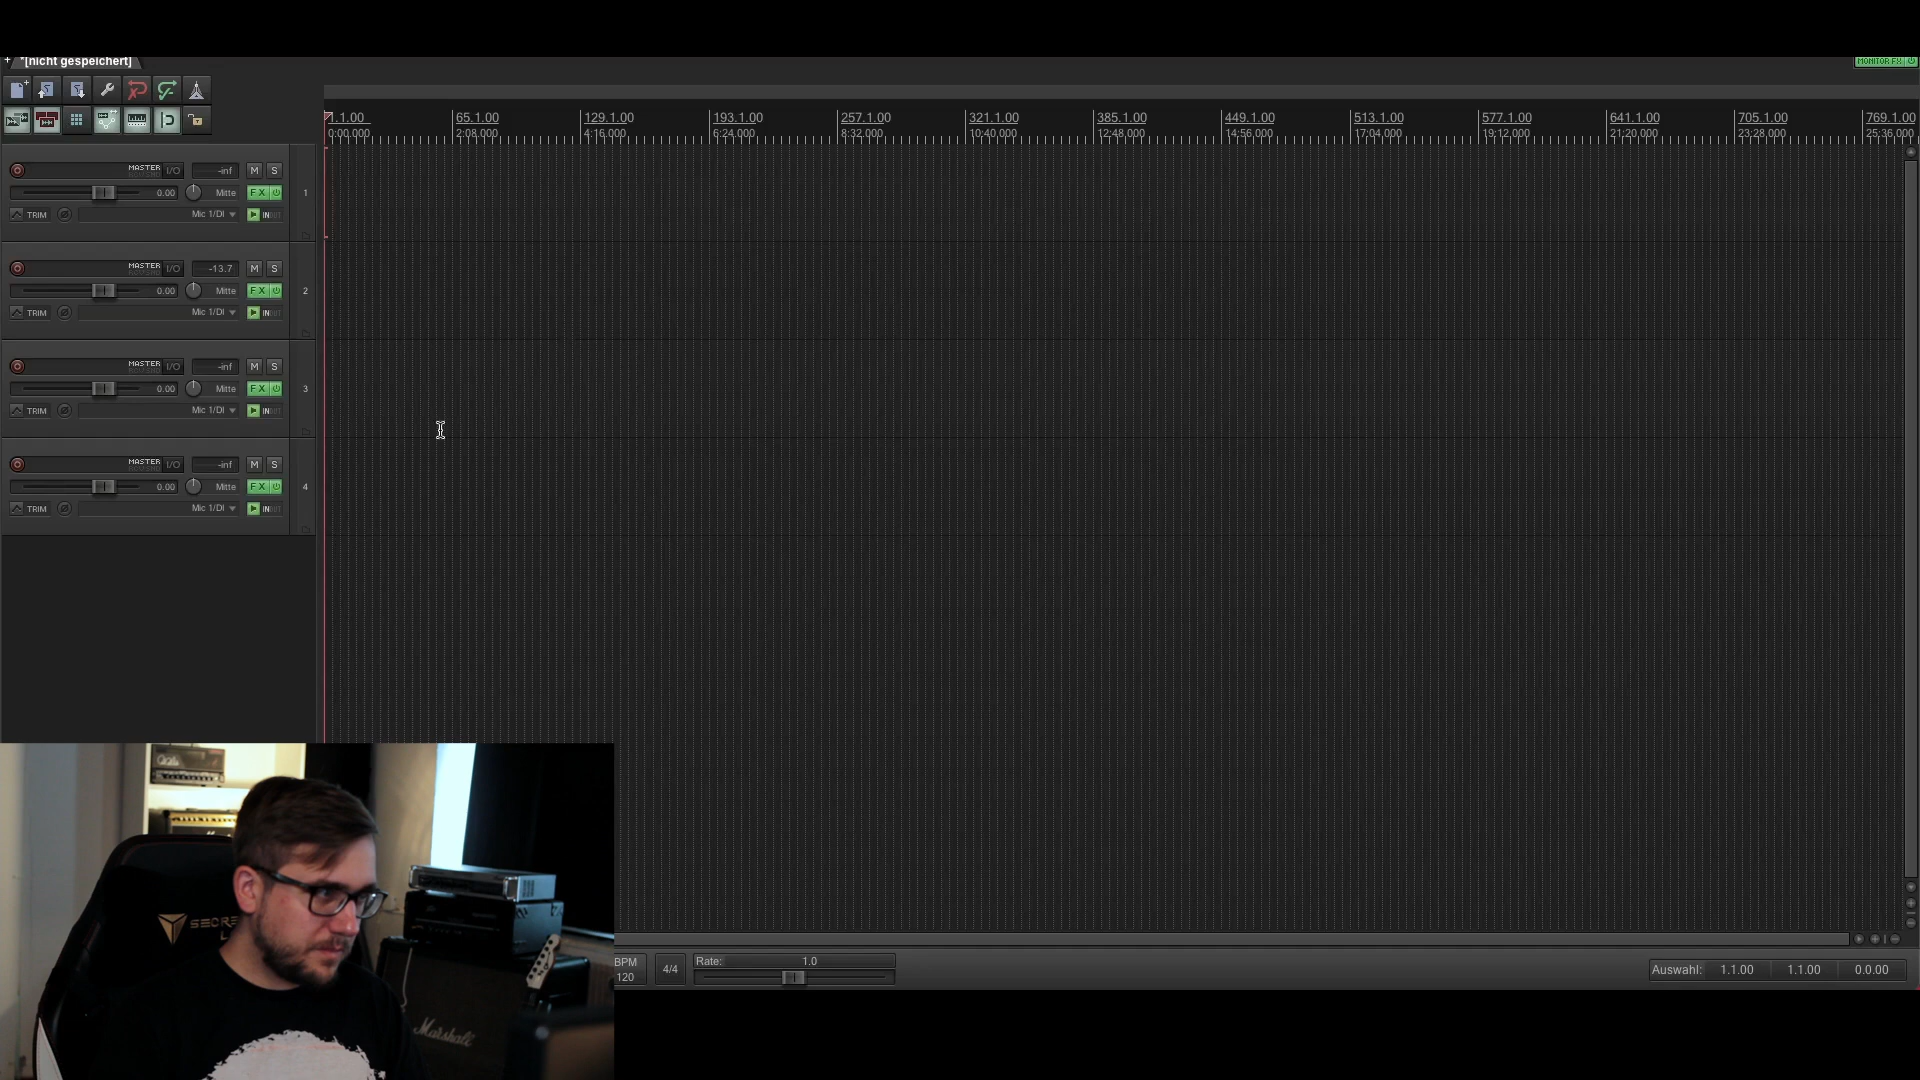 + *[nicht gespeichert]
MONITOR FX
1.1.00 65.1.00 129.1.00 193.1.00 257.1.00 321.1.00 385.1.00 449.1.00 513.1.00 577.1.00 641.1.00 705.1.00 769.1.00
0:00.000 2:08.000 4:16.000 6:24.000 8:32.000 10:40.000 12:48.000 14:56.000 17:04.000 19:12.000 21:20.000 23:28.000 25:36.000
MASTER I/O -inf M S
0.00 Mitte FX 1
TRIM Mic 1/DI IN
MASTER I/O -13.7 M S
0.00 Mitte FX 2
TRIM Mic 1/DI IN
MASTER I/O -inf M S
0.00 Mitte FX 3
TRIM Mic 1/DI IN
MASTER I/O -inf M S
0.00 Mitte FX 4
TRIM Mic 1/DI IN
Marshall
BPM
120
4/4
Rate: 1.0
Auswahl: 1.1.00 1.1.00 0.0.00